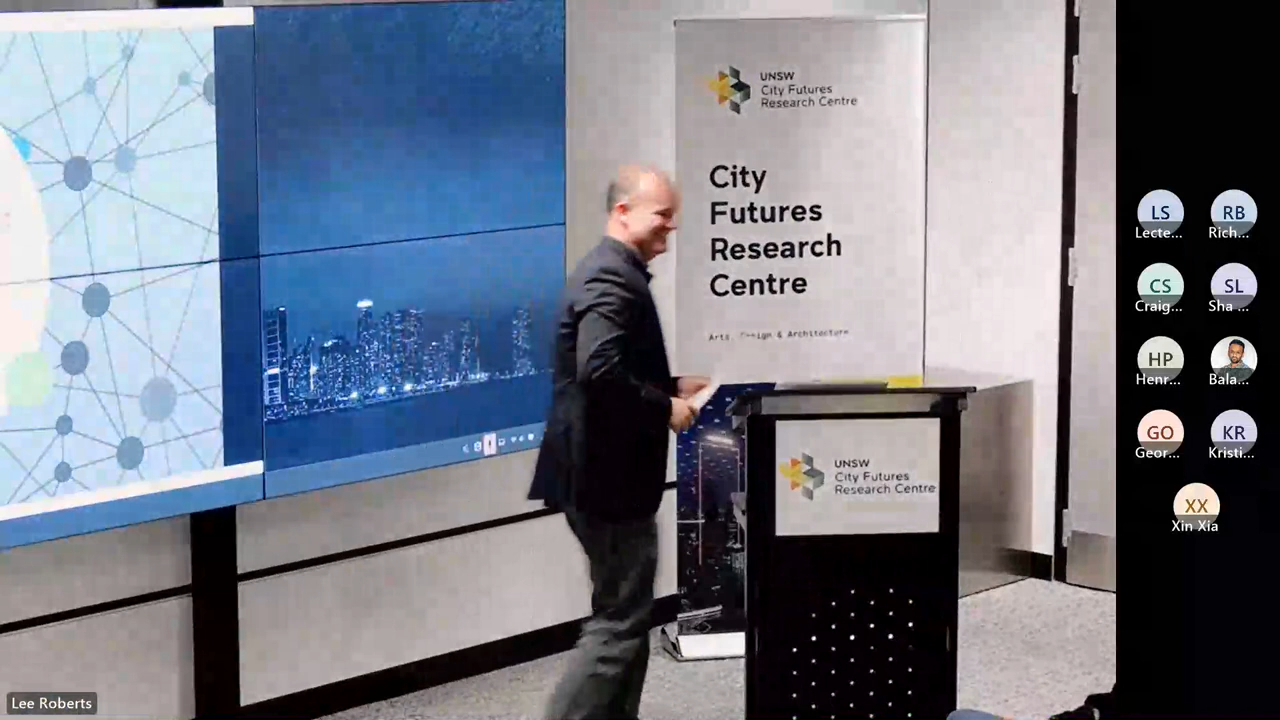 UNSW
City Futures
Research Centre
City
Futures
Research
Centre
Arts, Design & Architecture
UNSW
City Futures
Research Centre
LS
Lecte...
RB
Rich...
CS
Craig...
SL
Sha ...
HP
Henr...
Bala...
GO
Geor...
KR
Kristi...
XX
Xin Xia
Lee Roberts